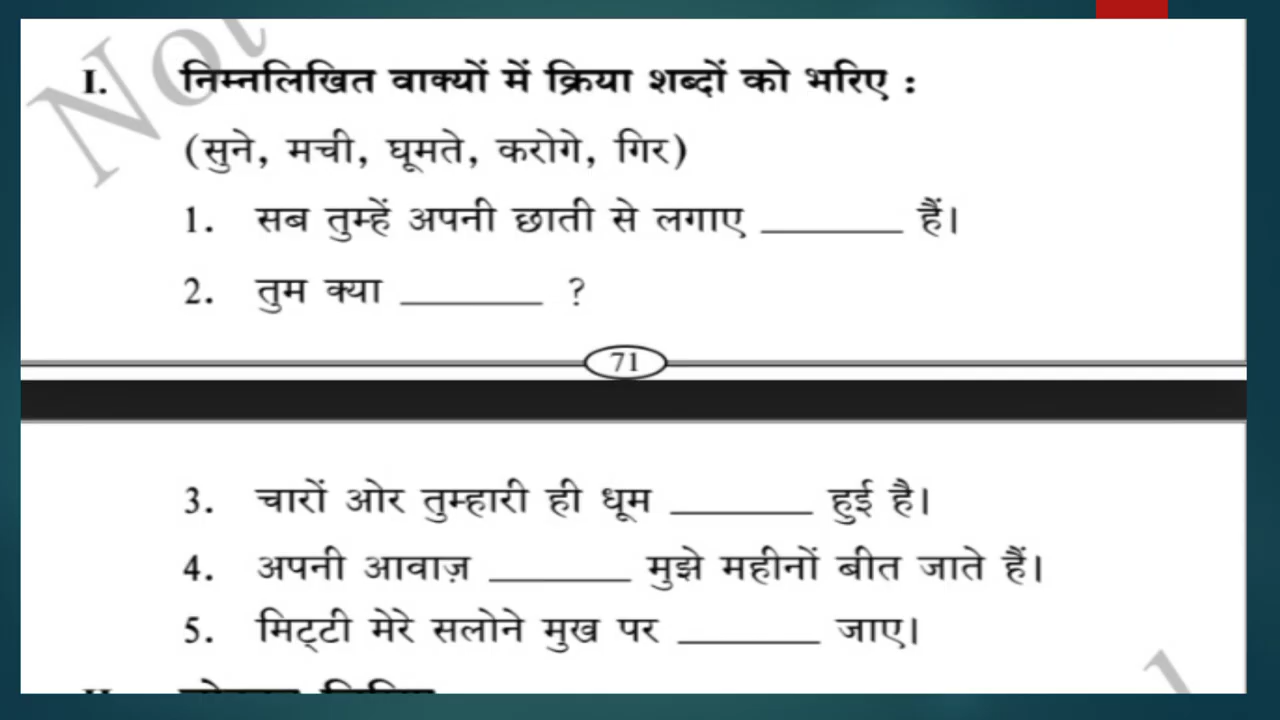 Not
I. निम्नलिखित वाक्यों में क्रिया शब्दों को भरिए :
(सुने, मची, घूमते, करोगे, गिर)
1. सब तुम्हें अपनी छाती से लगाए ________ हैं।
2. तुम क्या ________ ?
71
3. चारों ओर तुम्हारी ही धूम ________ हुई है।
4. अपनी आवाज़ ________ मुझे महीनों बीत जाते हैं।
5. मिट्टी मेरे सलोने मुख पर ________ जाए।